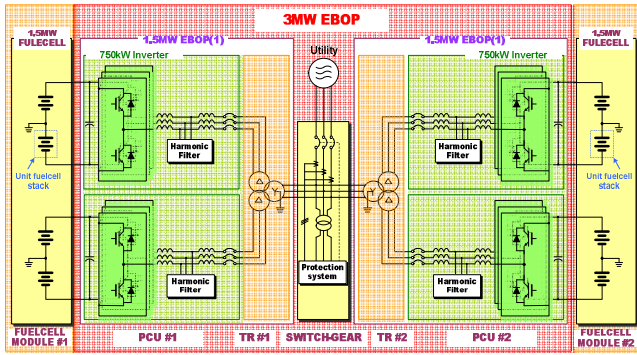 3MW EBOP
1,5MW
FULECELL
1,5MW EBOP(1)
750kW Inverter
Utility
1,5MW EBOP(1)
750kW Inverter
1,5MW
FULECELL
Harmonic
Filter
Harmonic
Filter
Unit fuelcell
stack
Unit fuelcell
stack
Harmonic
Filter
Protection
system
Harmonic
Filter
FUELCELL
MODULE #1
PCU #1
TR #1
SWITCH-GEAR
TR #2
PCU #2
FUELCELL
MODULE #2